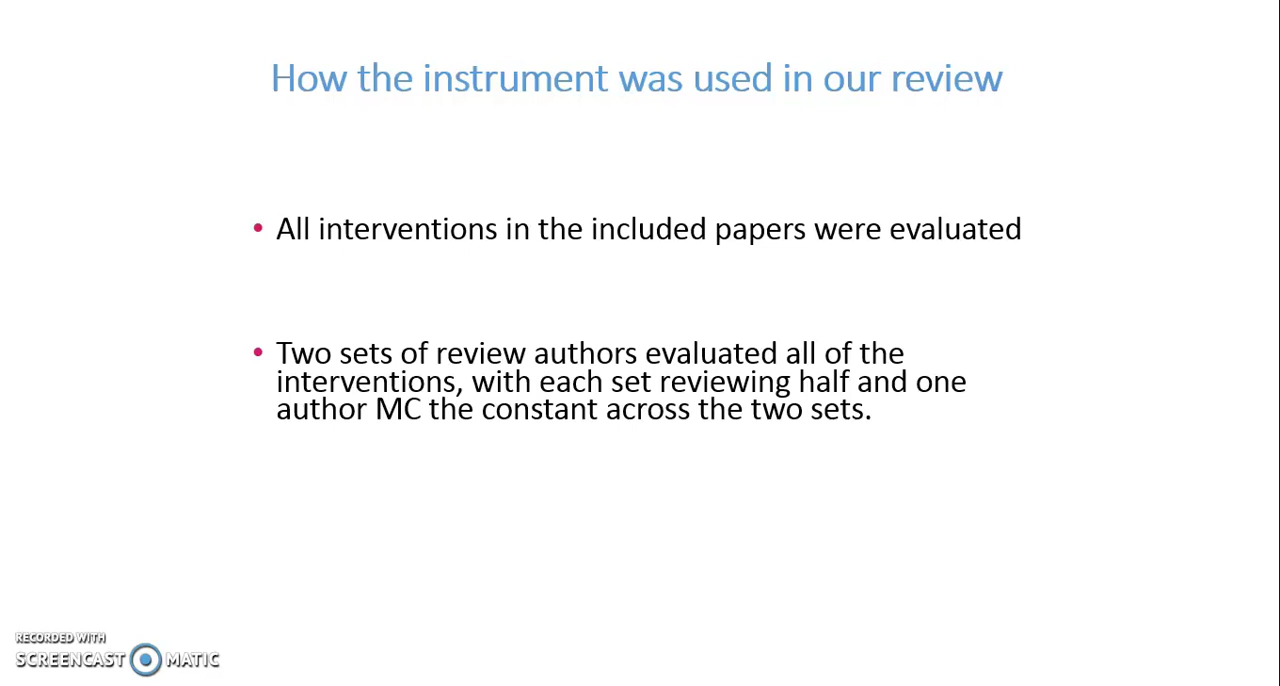 How the instrument was used in our review
• All interventions in the included papers were evaluated
• Two sets of review authors evaluated all of the
interventions, with each set reviewing half and one
author MC the constant across the two sets.
RECORDED WITH
SCREENCAST MATIC